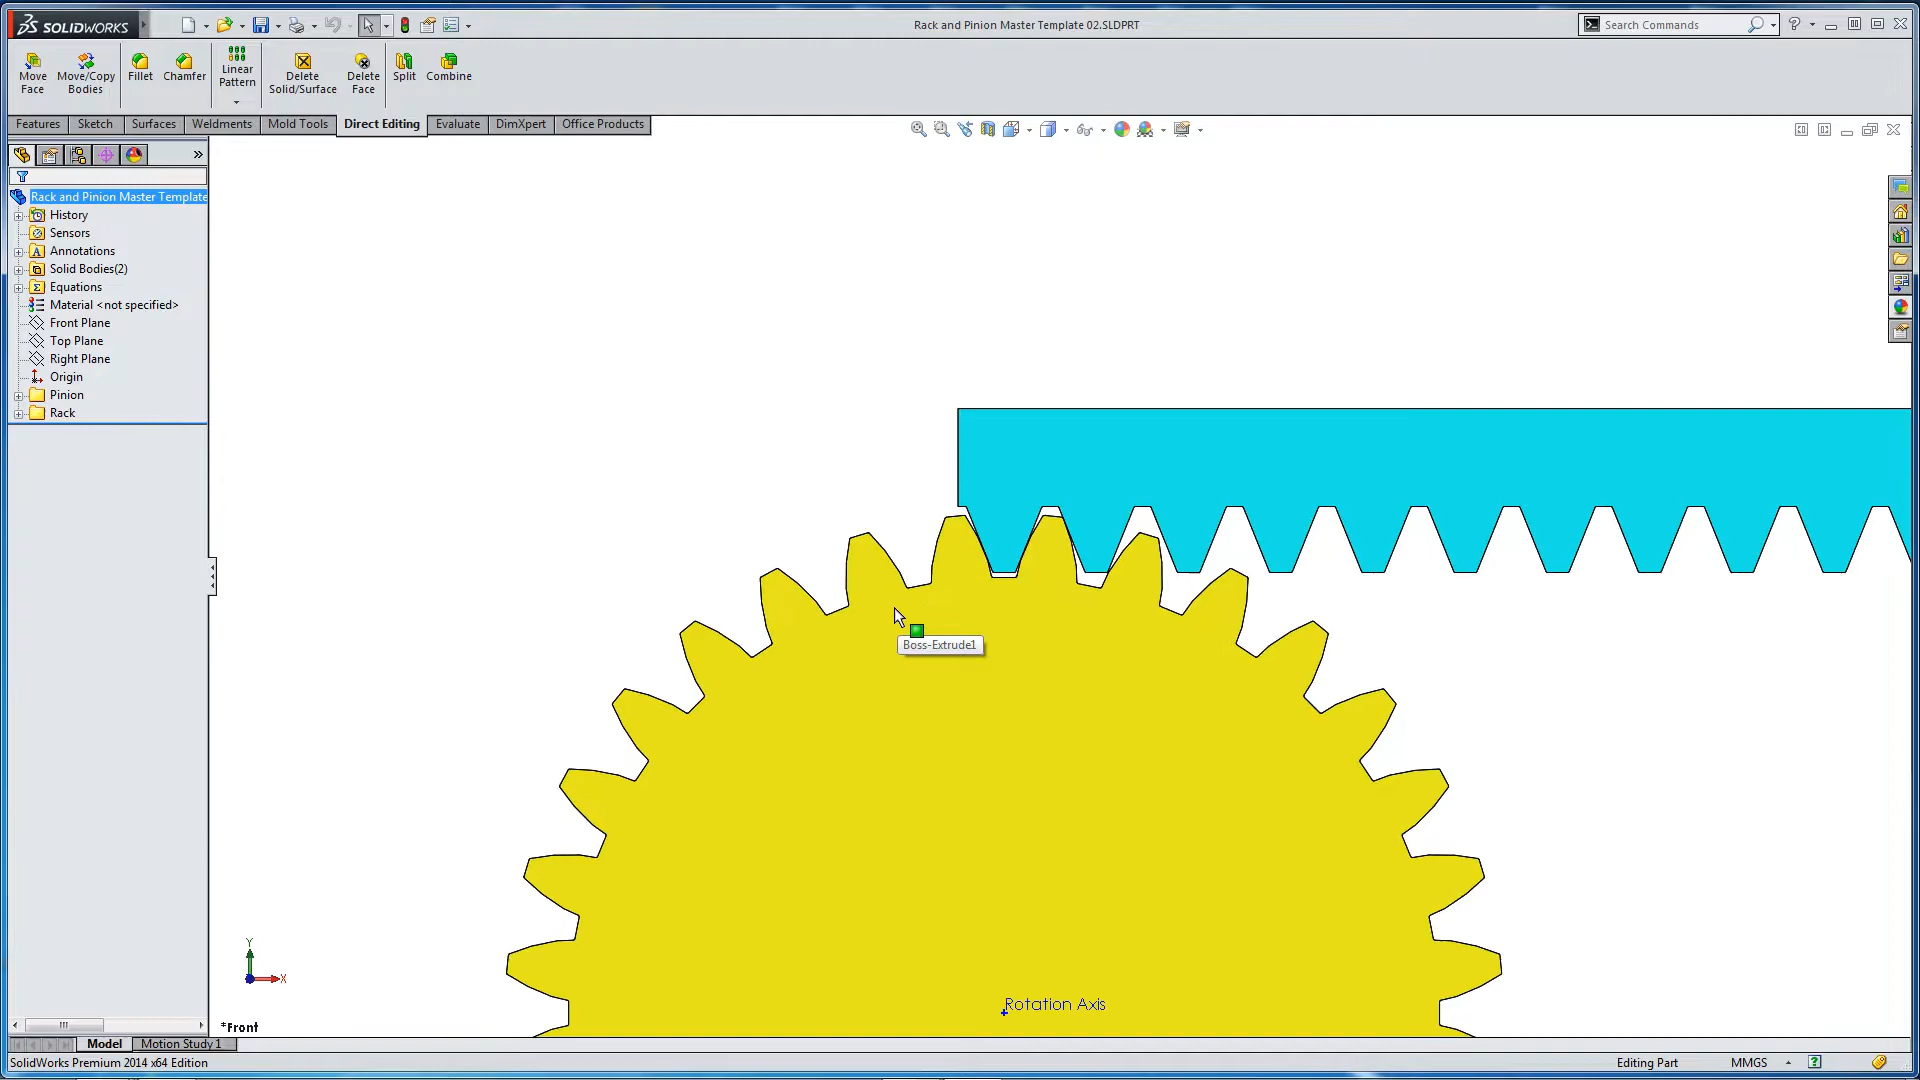 SOLIDWORKS
Rack and Pinion Master Template 02.SLDPRT
Search Commands
Move Face
Move/Copy Bodies
Fillet
Chamfer
Linear Pattern
Delete Solid/Surface
Delete Face
Split
Combine
Features
Sketch
Surfaces
Weldments
Mold Tools
Direct Editing
Evaluate
DimXpert
Office Products
Rack and Pinion Master Template
History
Sensors
Annotations
Solid Bodies(2)
Equations
Material <not specified>
Front Plane
Top Plane
Right Plane
Origin
Pinion
Rack
Boss-Extrude1
Rotation Axis
Y
X
*Front
Model
Motion Study 1
SolidWorks Premium 2014 x64 Edition
Editing Part
MMGS